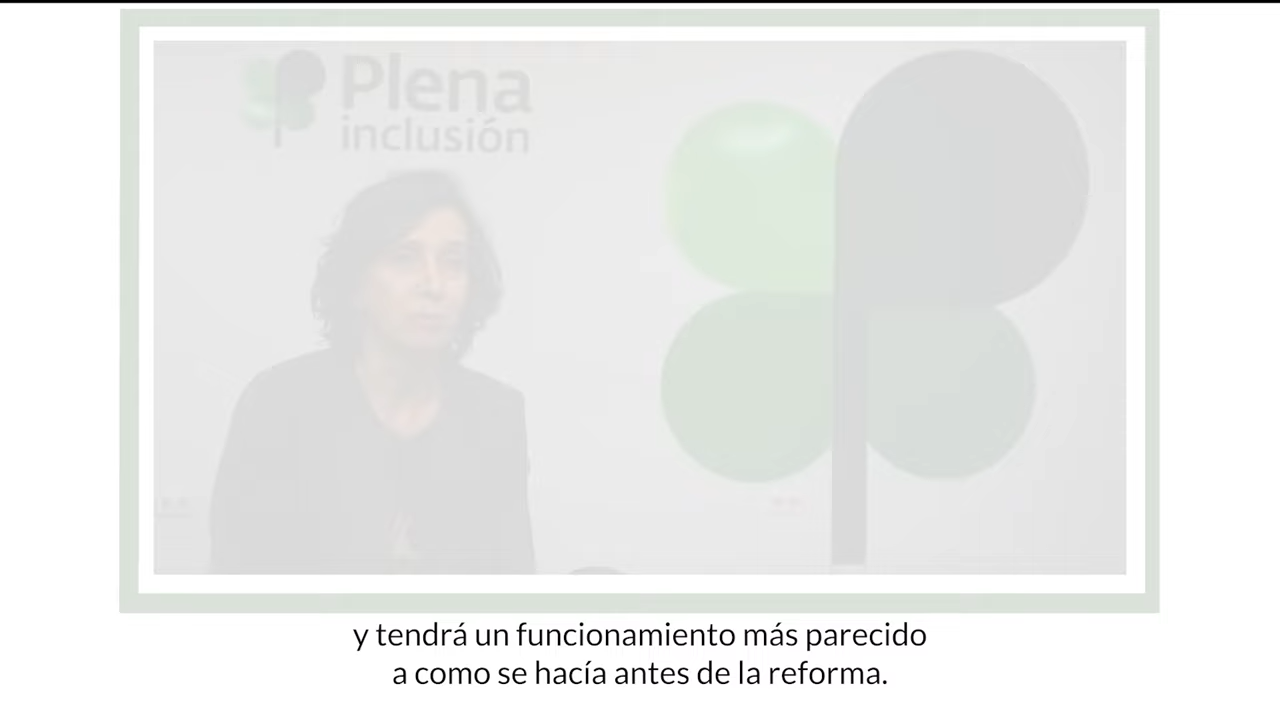 Plena
inclusión
y tendrá un funcionamiento más parecido
a como se hacía antes de la reforma.